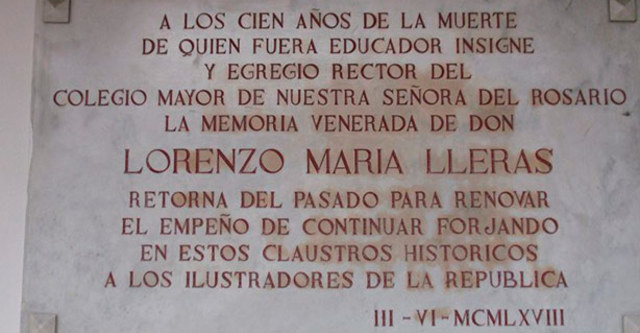 A LOS CIEN AÑOS DE LA MUERTE
DE QUIEN FUERA EDUCADOR INSIGNE
Y EGREGIO RECTOR DEL
COLEGIO MAYOR DE NUESTRA SEÑORA DEL ROSARIO
LA MEMORIA VENERADA DE DON
LORENZO MARIA LLERAS
RETORNA DEL PASADO PARA RENOVAR
EL EMPEÑO DE CONTINUAR FORJANDO
EN ESTOS CLAUSTROS HISTORICOS
A LOS ILUSTRADORES DE LA REPUBLICA
III - VI - MCMLXVIII